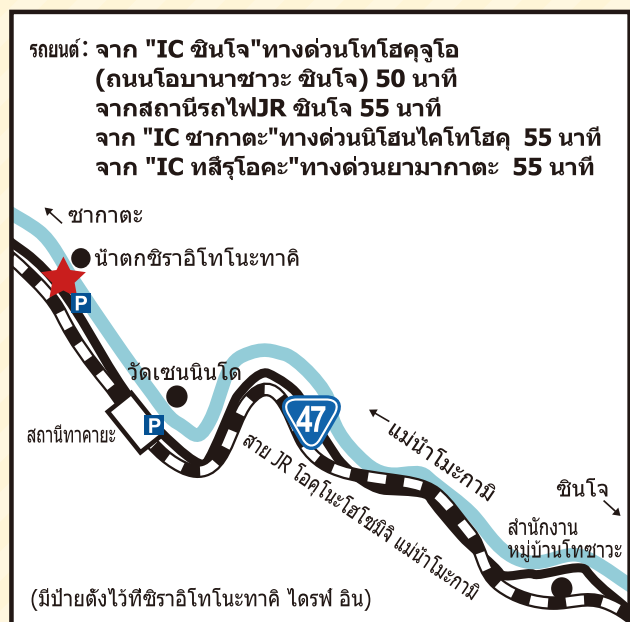 รถยนต์: จาก "IC ชินโจ"ทางด่วนโทโฮคุจูโอ
(ถนนโอบานาซาวะ ชินโจ) 50 นาที
จากสถานีรถไฟJR ชินโจ 55 นาที
จาก "IC ซากาตะ"ทางด่วนนิโฮนไคโทโฮคุ 55 นาที
จาก "IC ทสึรุโอคะ"ทางด่วนยามากาตะ 55 นาที
ซากาตะ
น้ำตกชิราอิโทโนะทาคิ
P
วัดเซนนินโด
P
สถานีทาคายะ
47
แม่น้ำโมะกามิ
สาย JR โอคุโนะโฮโซมิจิ แม่น้ำโมะกามิ
ชินโจ
สำนักงาน
หมู่บ้านโทซาวะ
(มีป้ายตั้งไว้ที่ชิราอิโทโนะทาคิ ไดรฟ์ อิน)